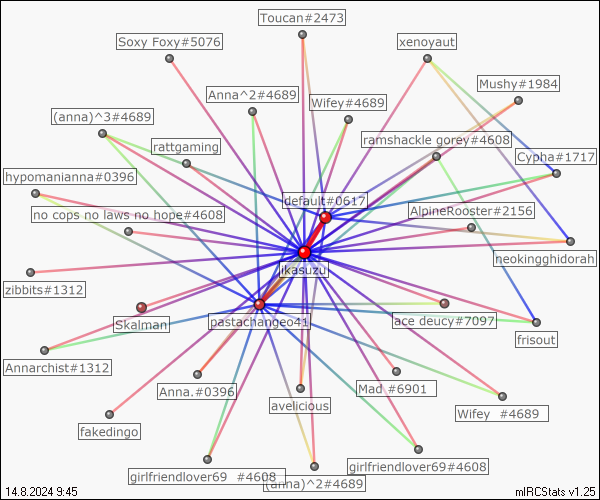 Toucan#2473
Soxy Foxy#5076
xenoyaut
Mushy#1984
Anna^2#4689
Wifey#4689
(anna)^3#4689
ramshackle gorey#4608
rattgaming
Cypha#1717
hypomanianna#0396
default#0617
no cops no laws no hope#4608
AlpineRooster#2156
neokingghidorah
ikasuzu
zibbits#1312
Skalman
pastachangeo41
ace deucy#7097
frisout
Annarchist#1312
Anna.#0396
Mad #6901
avelicious
Wifey #4689
fakedingo
girlfriendlover69#4608
girlfriendlover69 #4608
(anna)^2#4689
14.8.2024 9:45
mIRCStats v1.25